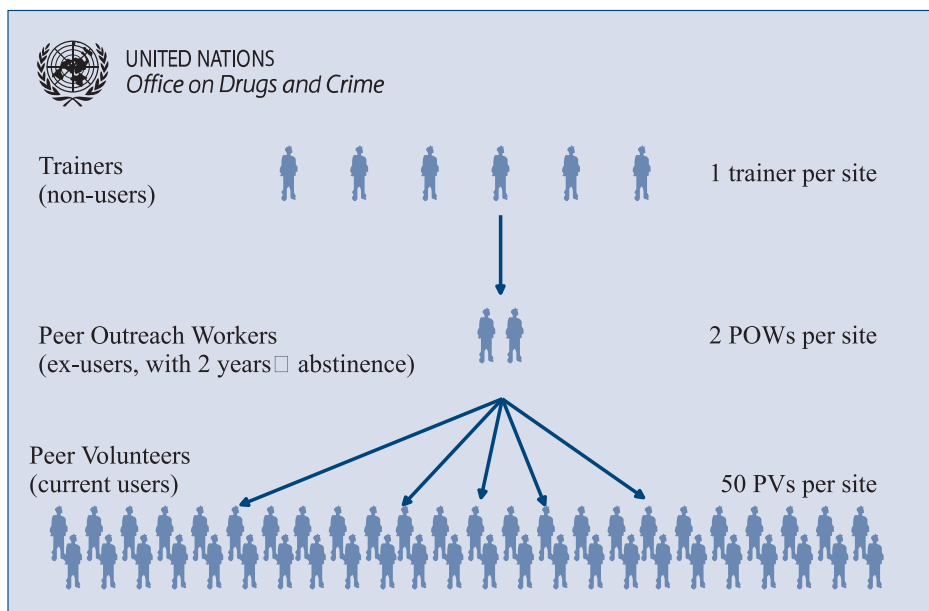 UNITED NATIONS
Office on Drugs and Crime
Trainers
(non-users)
1 trainer per site
Peer Outreach Workers
(ex-users, with 2 years□ abstinence)
2 POWs per site
Peer Volunteers
(current users)
50 PVs per site